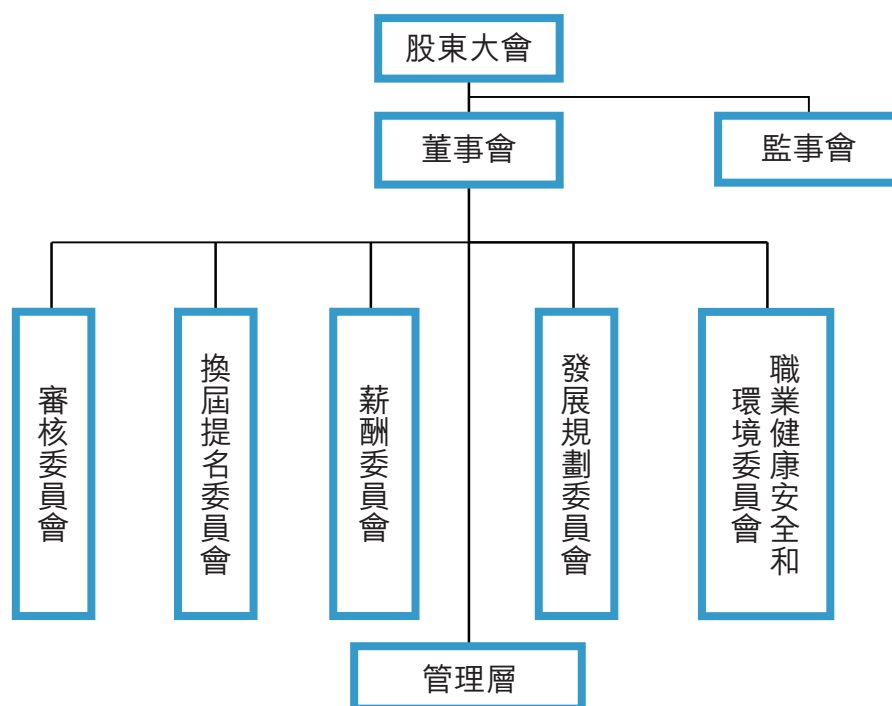 股東大會
董事會
監事會
審核委員會
換屆提名委員會
薪酬委員會
發展規劃委員會
職業健康安全和
環境委員會
管理層